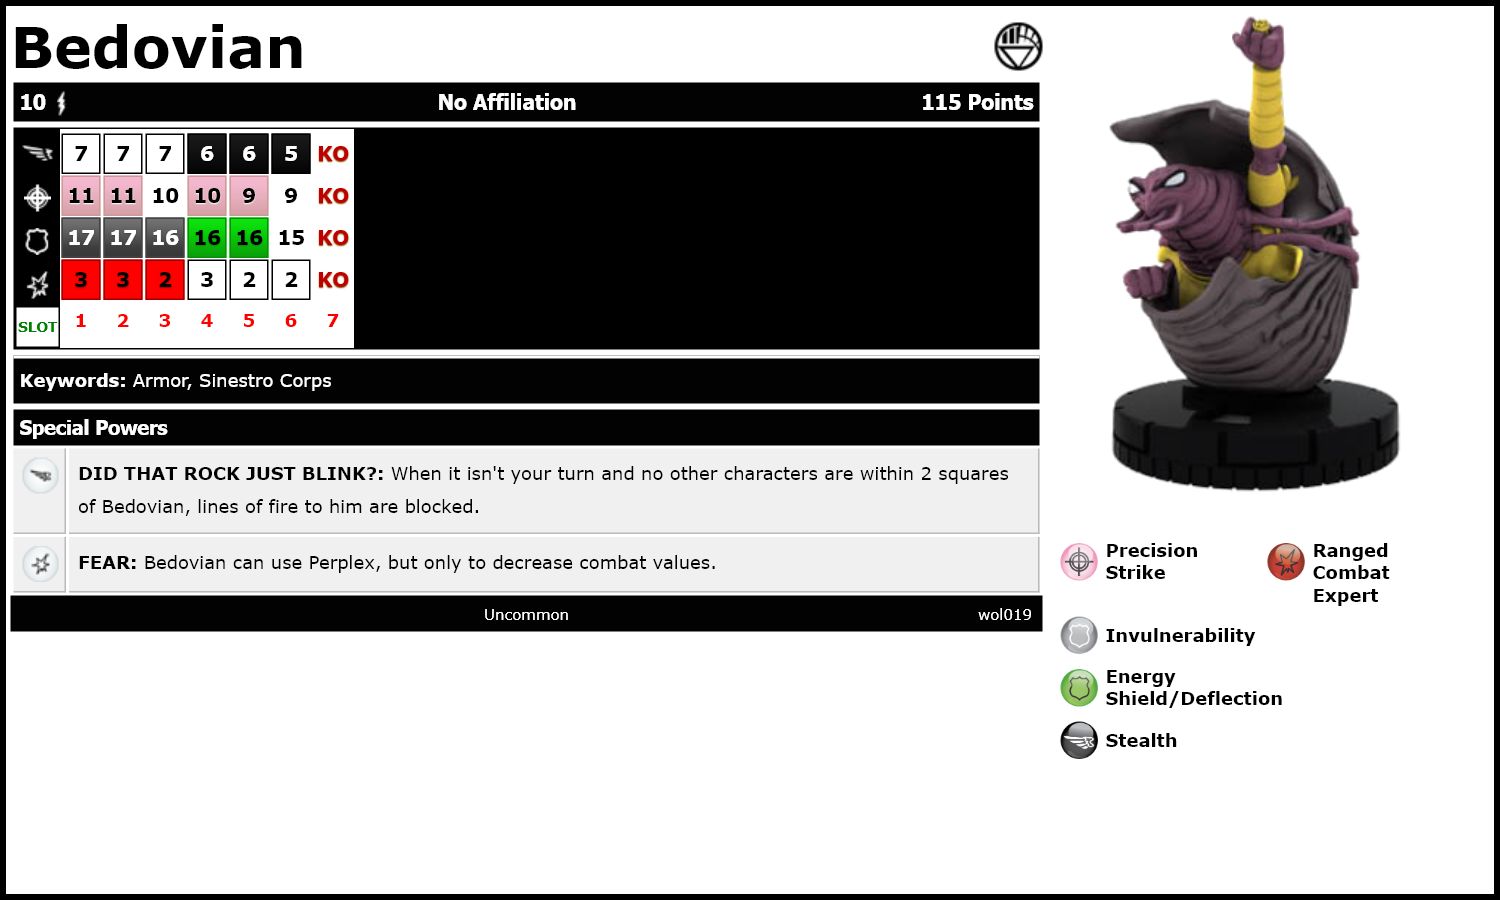 Bedovian
10 No Affiliation 115 Points
7 7 7 6 6 5 KO
11 11 10 10 9 9 KO
17 17 16 16 16 15 KO
3 3 2 3 2 2 KO
SLOT 1 2 3 4 5 6 7
Keywords: Armor, Sinestro Corps
Special Powers
DID THAT ROCK JUST BLINK?: When it isn't your turn and no other characters are within 2 squares
of Bedovian, lines of fire to him are blocked.
FEAR: Bedovian can use Perplex, but only to decrease combat values.
Uncommon wol019
Precision
Strike
Ranged
Combat
Expert
Invulnerability
Energy
Shield/Deflection
Stealth